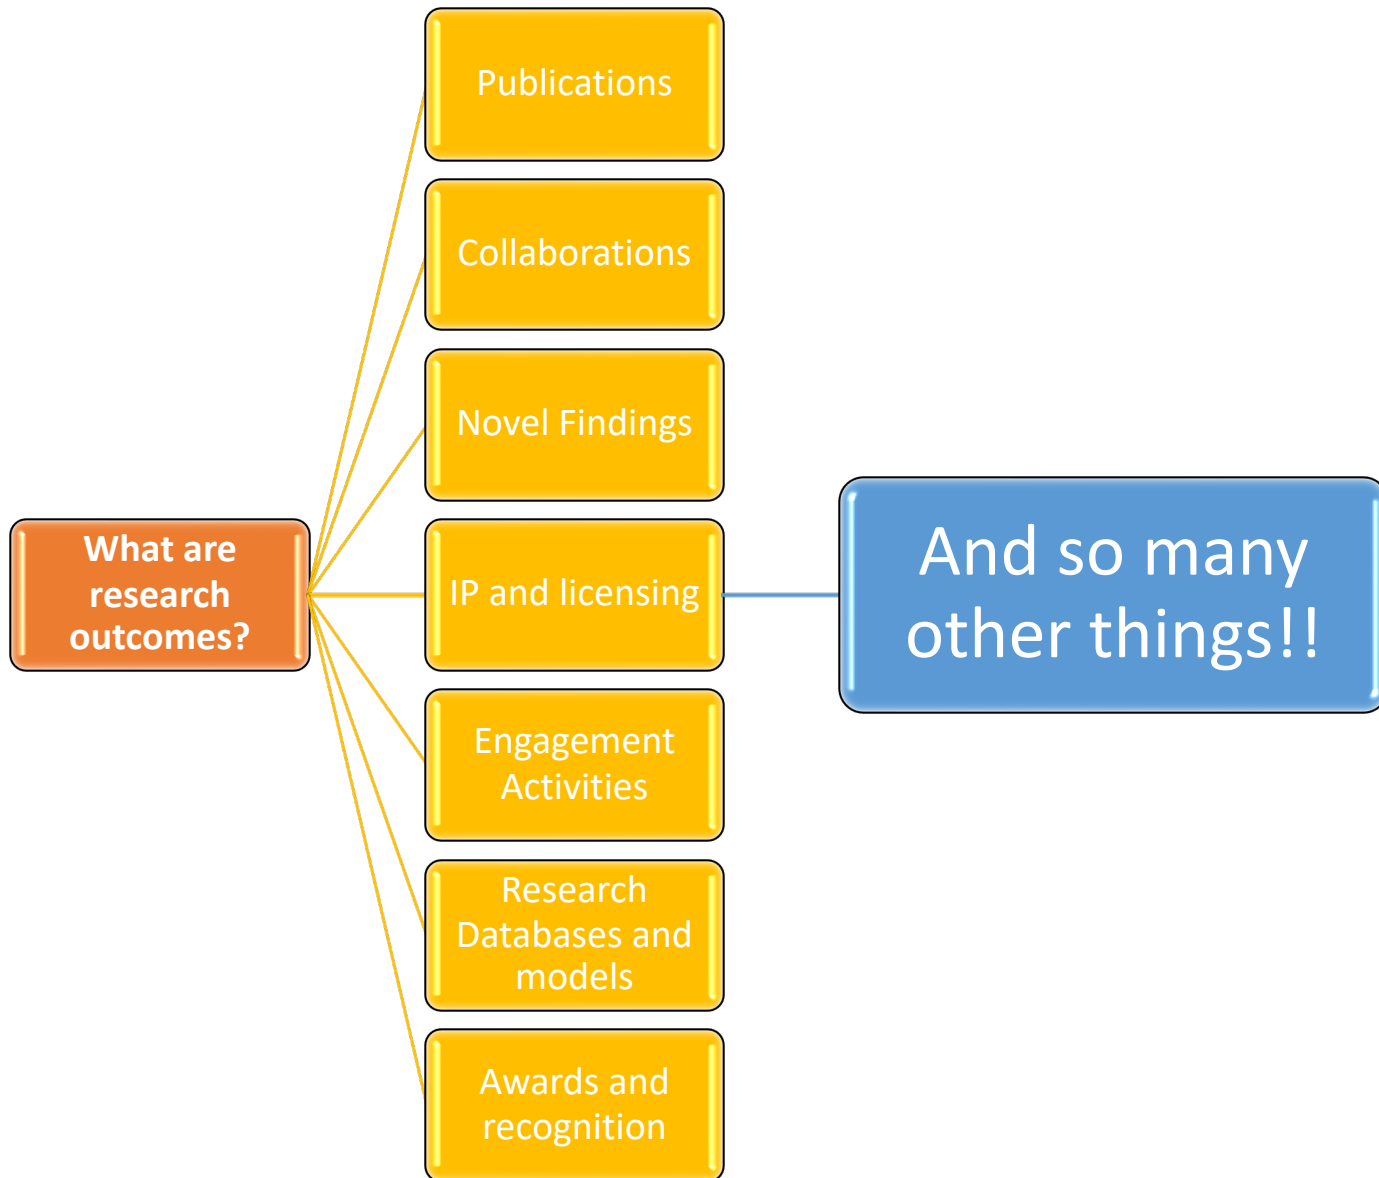 What are
research
outcomes?
Publications
Collaborations
Novel Findings
IP and licensing
Engagement
Activities
Research
Databases and
models
Awards and
recognition
And so many
other things!!